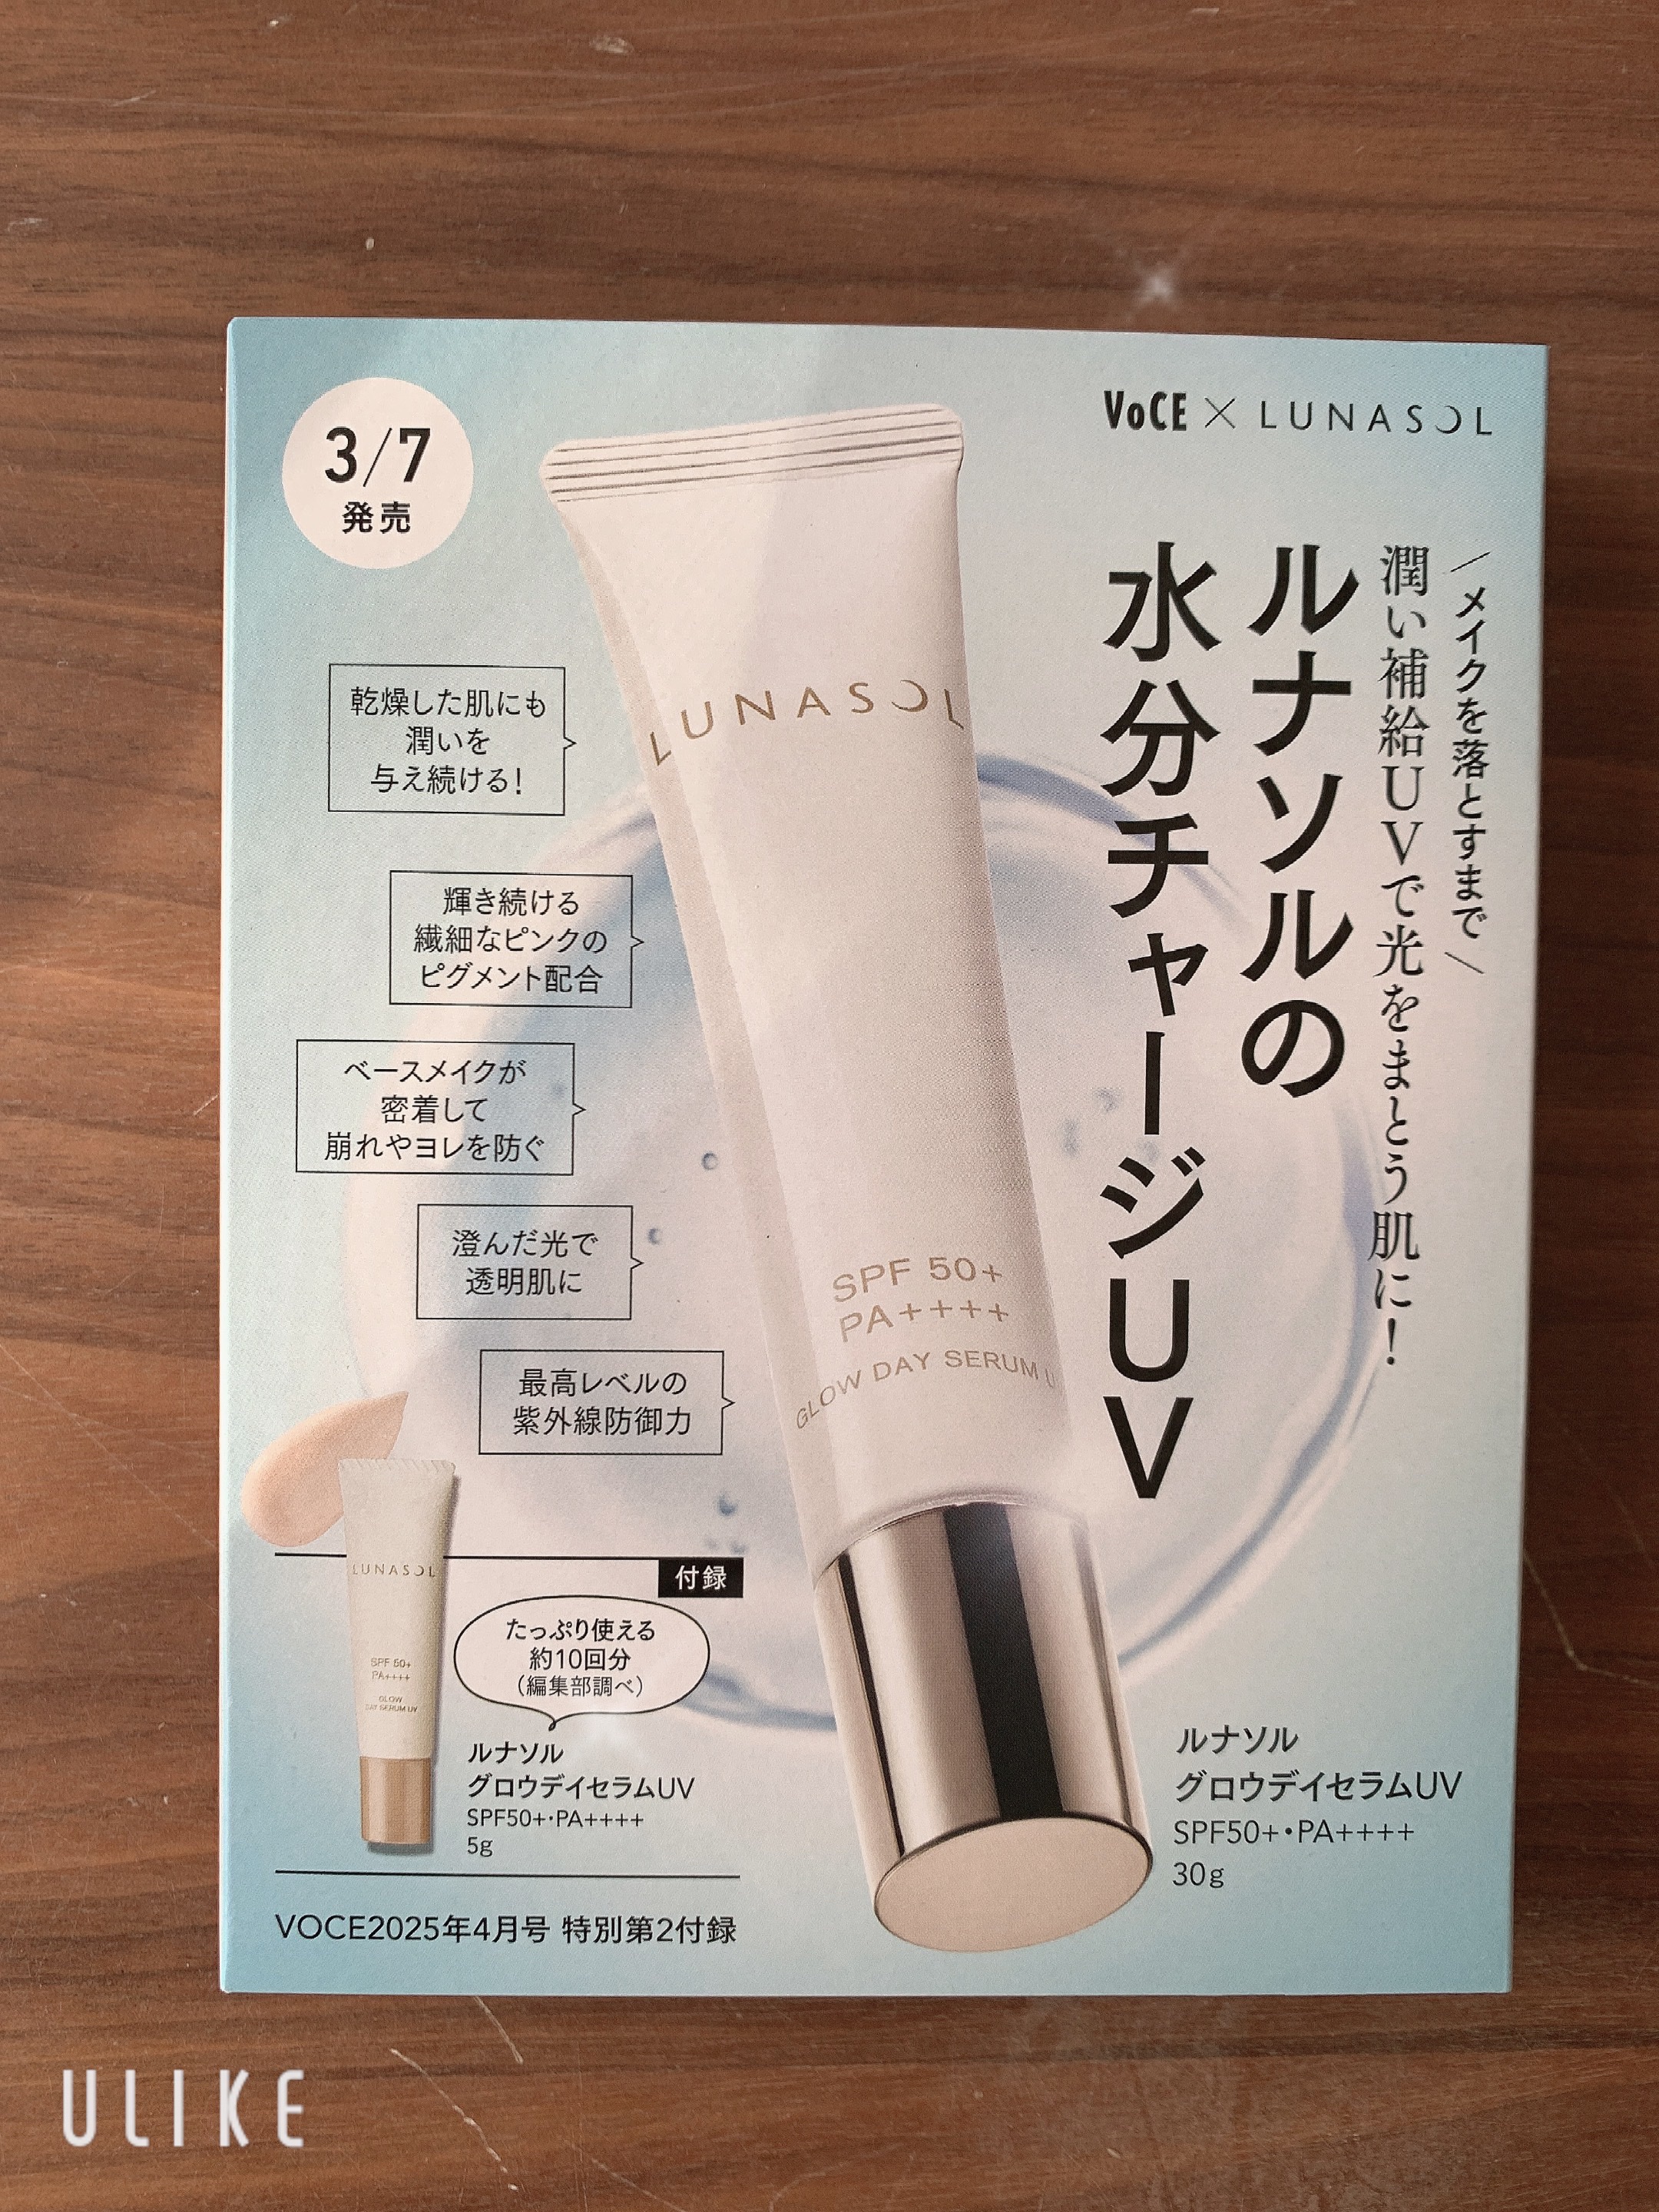 3/7
発売
VoCE×LUNASOL
\メイクを落とすまで/
潤い補給UVで光をまとう肌に!
ルナソルの
水分チャージUV
LUNASOL
乾燥した肌にも
潤いを
与え続ける!
輝き続ける
繊細なピンクの
ピグメント配合
ベースメイクが
密着して
崩れやヨレを防ぐ
澄んだ光で
透明肌に
最高レベルの
紫外線防御力
SPF 50+
PA++++
GLOW DAY SERUM U
付録
たっぷり使える
約10回分
(編集部調べ)
LUNASOL
SPF 50+
PA++++
GLOW
DAY SERUM UV
ルナソル
グロウデイセラムUV
SPF50+・PA++++
5g
ルナソル
グロウデイセラムUV
SPF50+・PA++++
30g
VOCE2025年4月号 特別第2付録
ULIKE